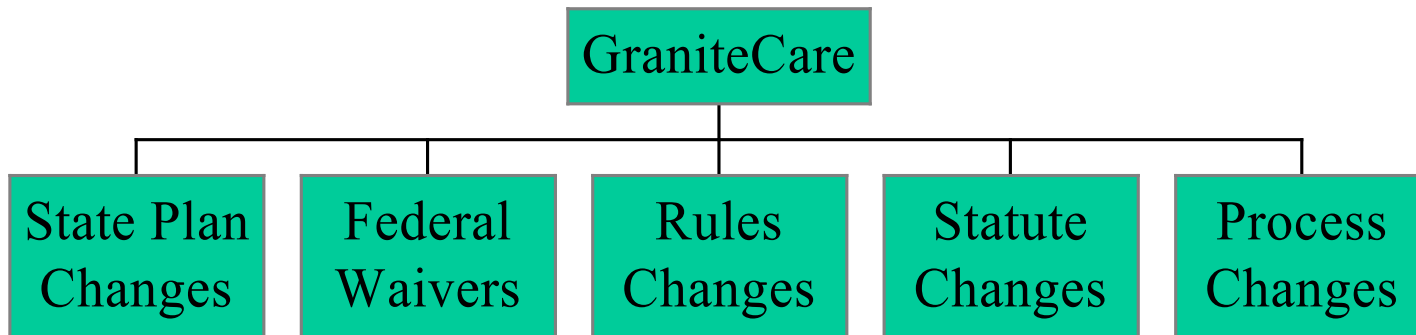 GraniteCare
State Plan
Changes
Federal
Waivers
Rules
Changes
Statute
Changes
Process
Changes